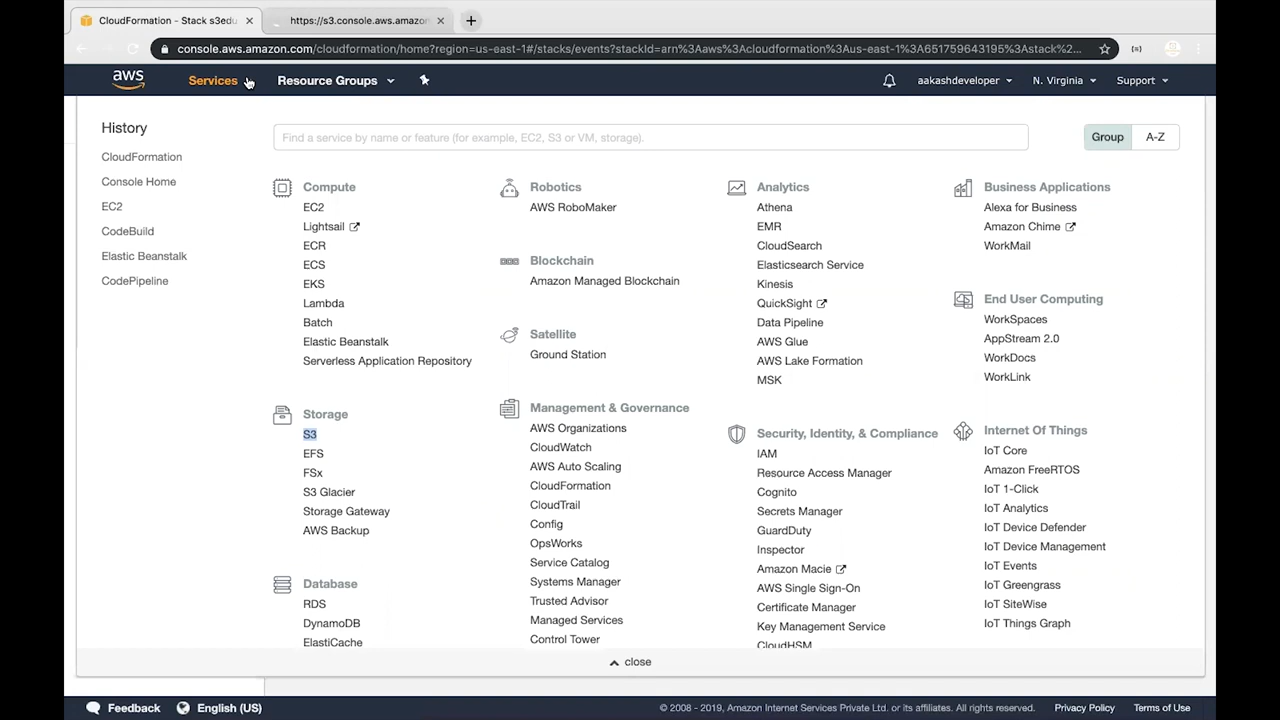 CloudFormation - Stack s3edu
https://s3.console.aws.amazon
console.aws.amazon.com/cloudformation/home?region=us-east-1#/stacks/events?stackId=arn%3Aaws%3Acloudformation%3Aus-east-1%3A651759643195%3Astack%2...
aws
Services
Resource Groups
aakashdeveloper
N. Virginia
Support
History
CloudFormation
Console Home
EC2
CodeBuild
Elastic Beanstalk
CodePipeline
Find a service by name or feature (for example, EC2, S3 or VM, storage).
Group
A-Z
Compute
EC2
Lightsail
ECR
ECS
EKS
Lambda
Batch
Elastic Beanstalk
Serverless Application Repository
Storage
S3
EFS
FSx
S3 Glacier
Storage Gateway
AWS Backup
Database
RDS
DynamoDB
ElastiCache
Robotics
AWS RoboMaker
Blockchain
Amazon Managed Blockchain
Satellite
Ground Station
Management & Governance
AWS Organizations
CloudWatch
AWS Auto Scaling
CloudFormation
CloudTrail
Config
OpsWorks
Service Catalog
Systems Manager
Trusted Advisor
Managed Services
Control Tower
Analytics
Athena
EMR
CloudSearch
Elasticsearch Service
Kinesis
QuickSight
Data Pipeline
AWS Glue
AWS Lake Formation
MSK
Security, Identity, & Compliance
IAM
Resource Access Manager
Cognito
Secrets Manager
GuardDuty
Inspector
Amazon Macie
AWS Single Sign-On
Certificate Manager
Key Management Service
CloudHSM
Business Applications
Alexa for Business
Amazon Chime
WorkMail
End User Computing
WorkSpaces
AppStream 2.0
WorkDocs
WorkLink
Internet Of Things
IoT Core
Amazon FreeRTOS
IoT 1-Click
IoT Analytics
IoT Device Defender
IoT Device Management
IoT Events
IoT Greengrass
IoT SiteWise
IoT Things Graph
close
Feedback
English (US)
© 2008 - 2019, Amazon Internet Services Private Ltd. or its affiliates. All rights reserved.
Privacy Policy
Terms of Use